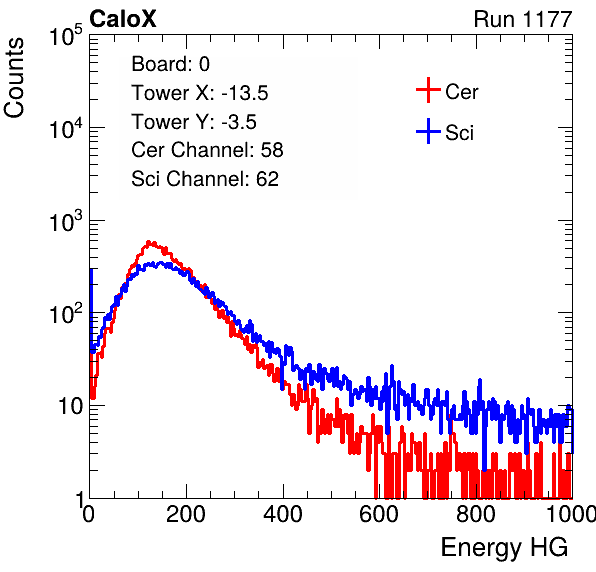 CaloX Run 1177
Counts
Board: 0
Tower X: -13.5
Tower Y: -3.5
Cer Channel: 58
Sci Channel: 62
Cer
Sci
10^5
10^4
10^3
10^2
10
1
0 200 400 600 800 1000
Energy HG